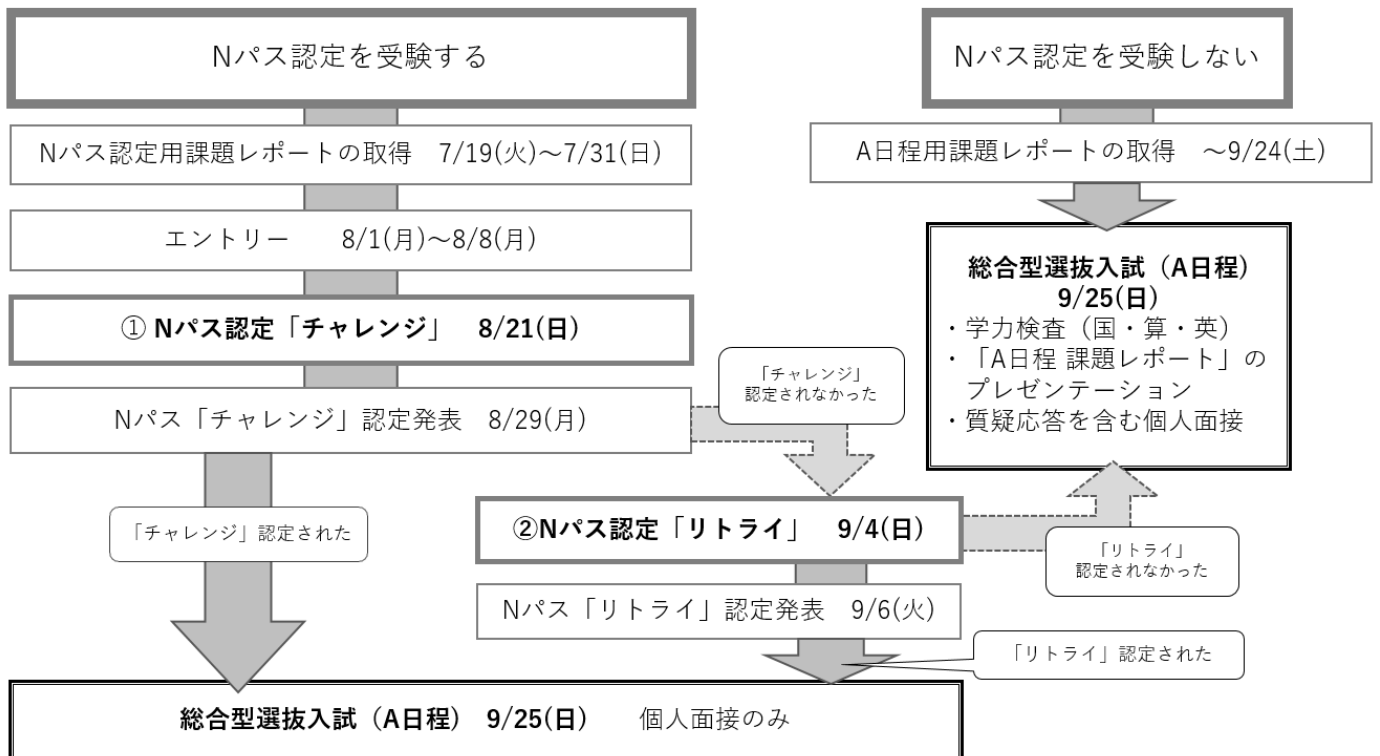 Nパス認定を受験する
Nパス認定用課題レポートの取得　7/19(火)～7/31(日)
エントリー　　8/1(月)～8/8(月)
① Nパス認定「チャレンジ」　8/21(日)
Nパス「チャレンジ」認定発表　8/29(月)
「チャレンジ」
認定されなかった
「チャレンジ」認定された
②Nパス認定「リトライ」　9/4(日)
Nパス「リトライ」認定発表　9/6(火)
「リトライ」
認定されなかった
「リトライ」認定された
総合型選抜入試（A日程）　9/25(日)　　個人面接のみ
Nパス認定を受験しない
A日程用課題レポートの取得　～9/24(土)
総合型選抜入試（A日程）
9/25(日)
・学力検査（国・算・英）
・「A日程 課題レポート」の
プレゼンテーション
・質疑応答を含む個人面接